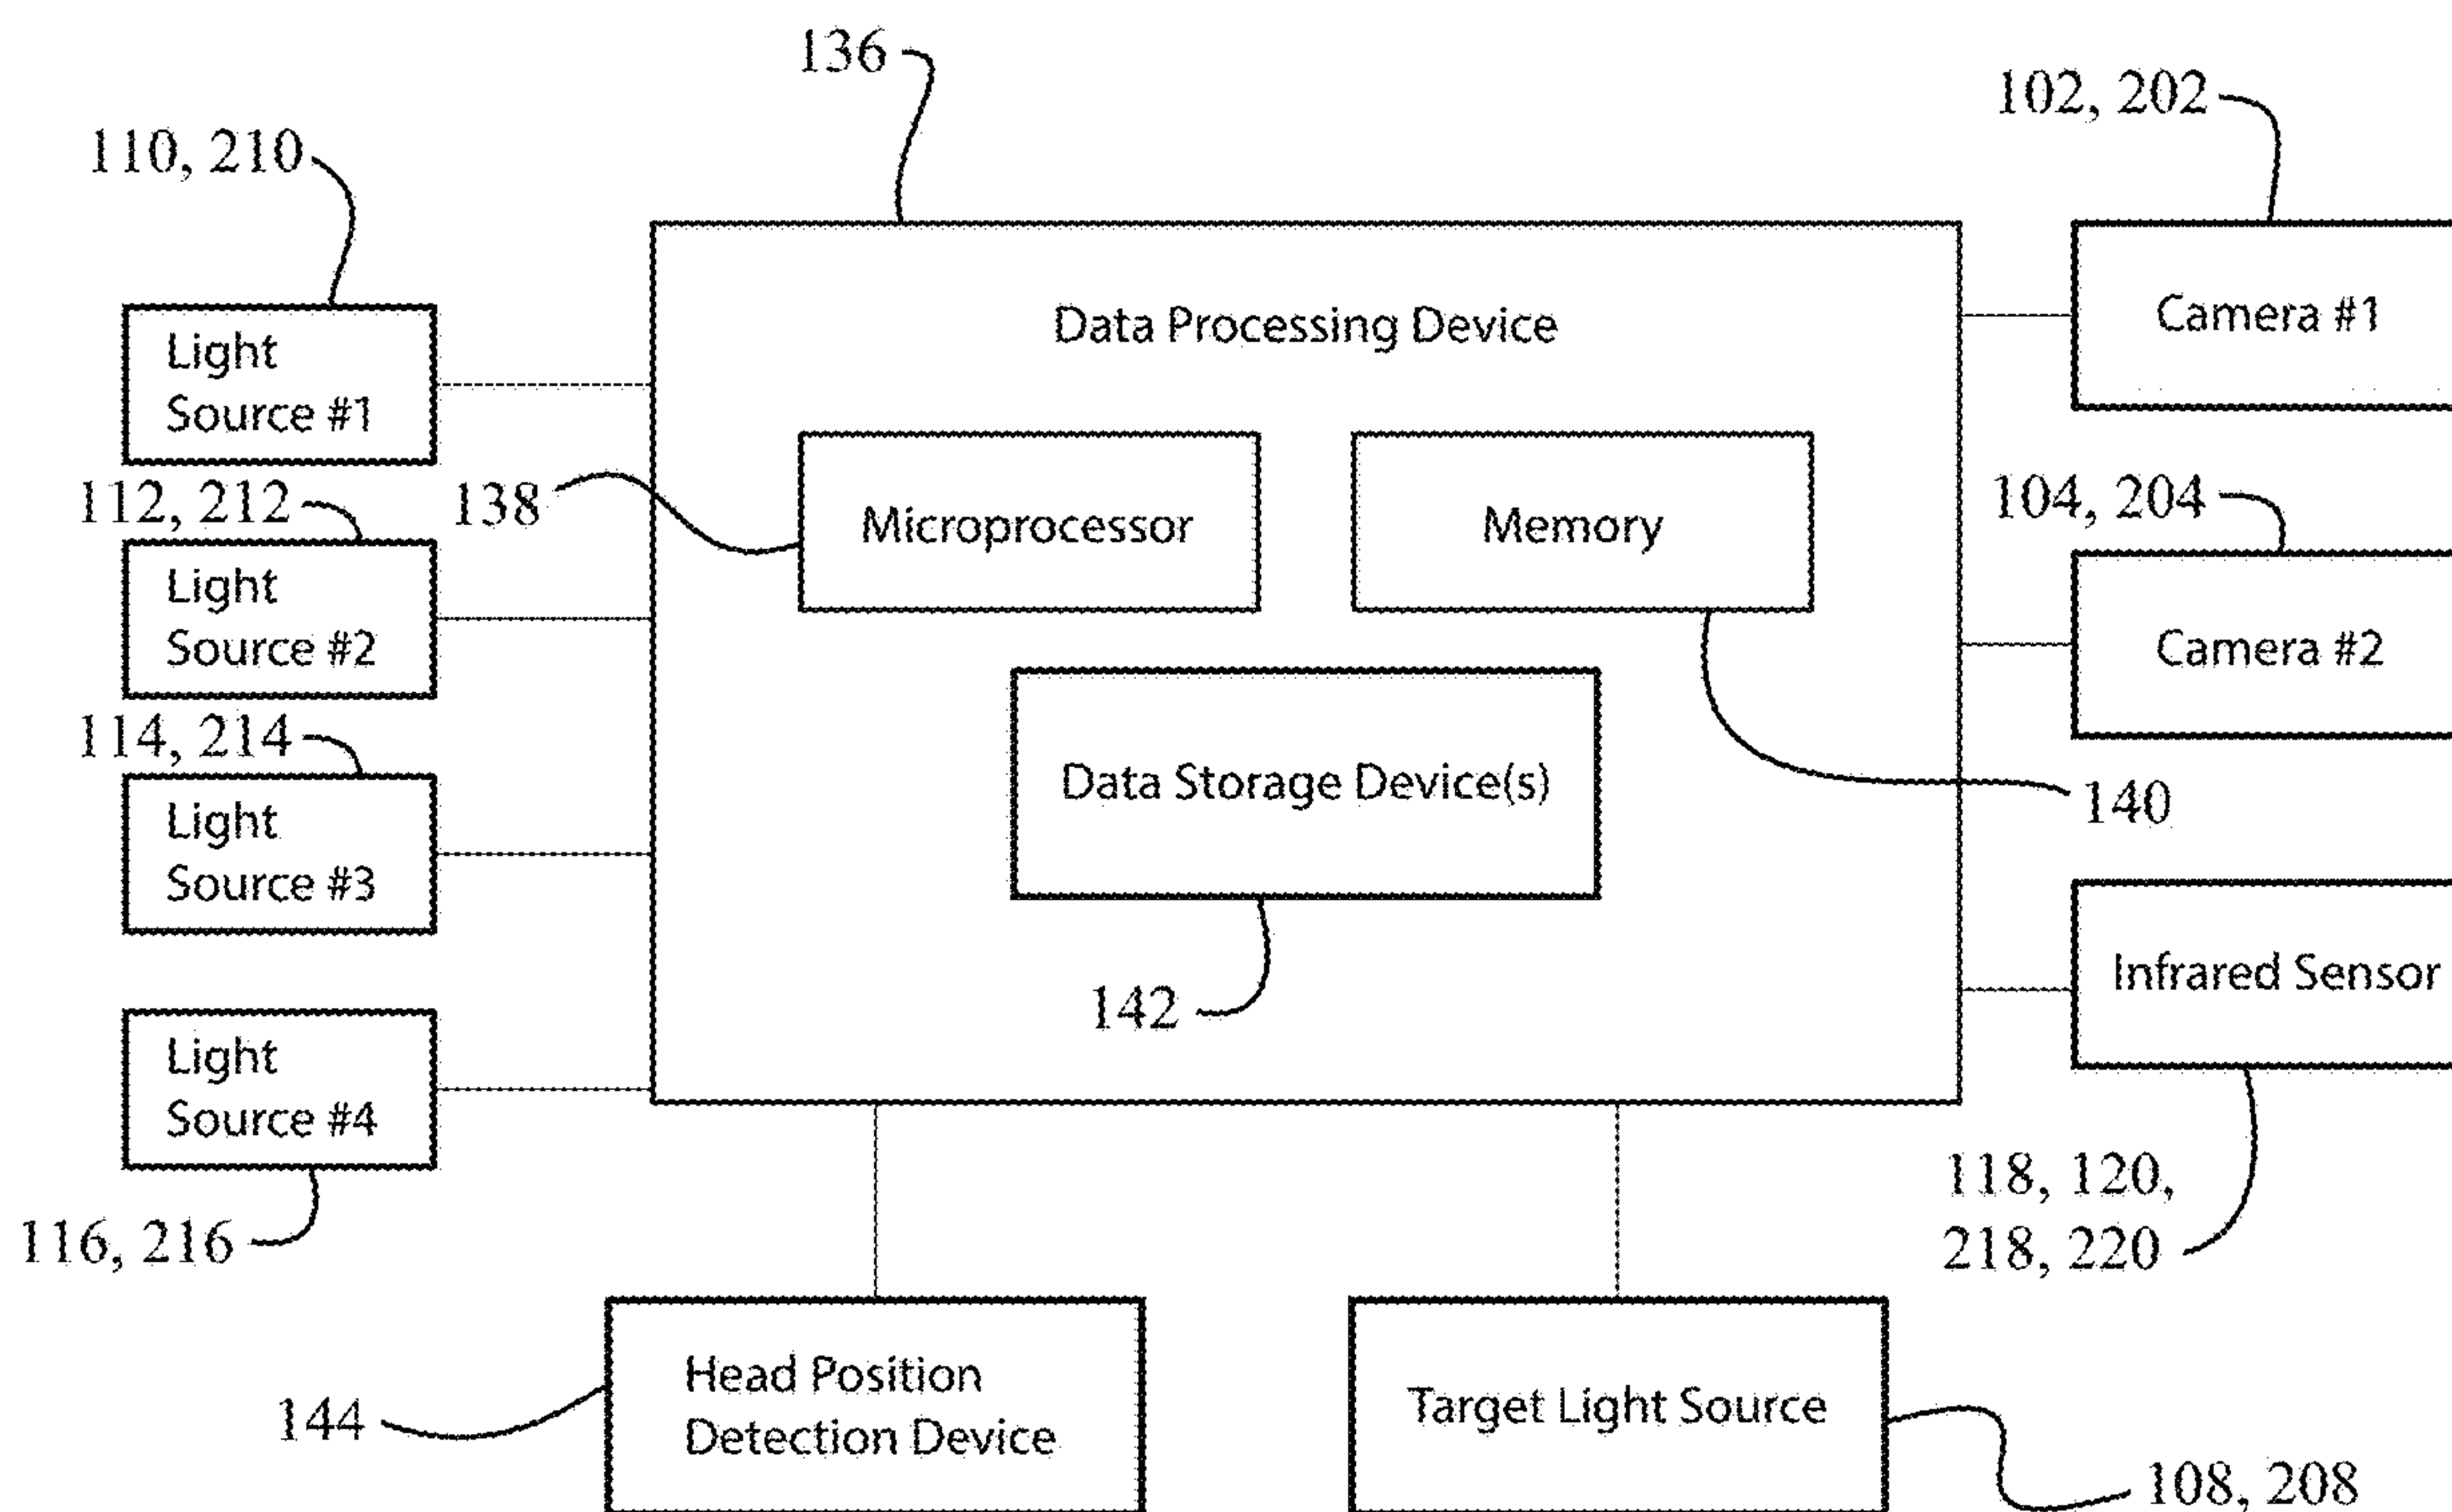 136
102, 202
110, 210
Light
Source #1
Data Processing Device
Camera #1
112, 212
138
Microprocessor
Memory
104, 204
Light
Source #2
Camera #2
114, 214
Light
Source #3
Data Storage Device(s)
140
142
Infrared Sensor
Light
Source #4
116, 216
118, 120,
218, 220
144
Head Position
Detection Device
Target Light Source
108, 208